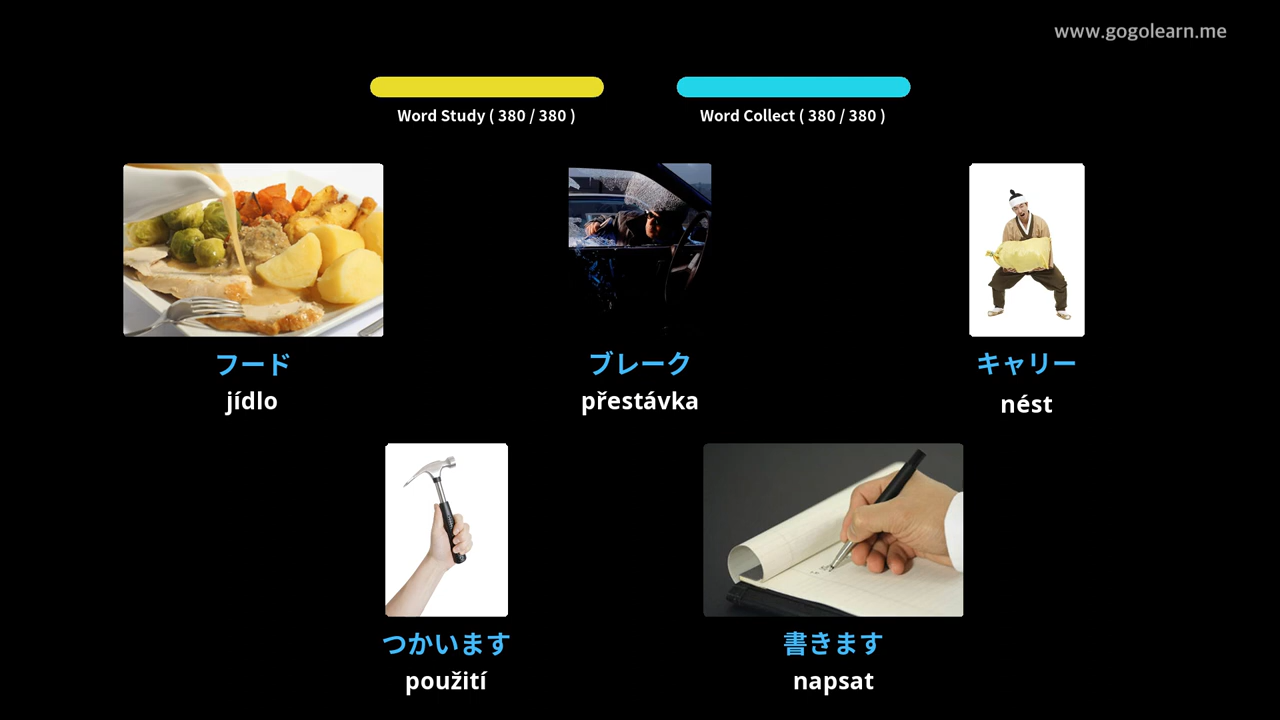 www.gogolearn.me
Word Study ( 380 / 380 )
Word Collect ( 380 / 380 )
フード
jídlo
ブレーク
přestávka
キャリー
nést
つかいます
použití
書きます
napsat